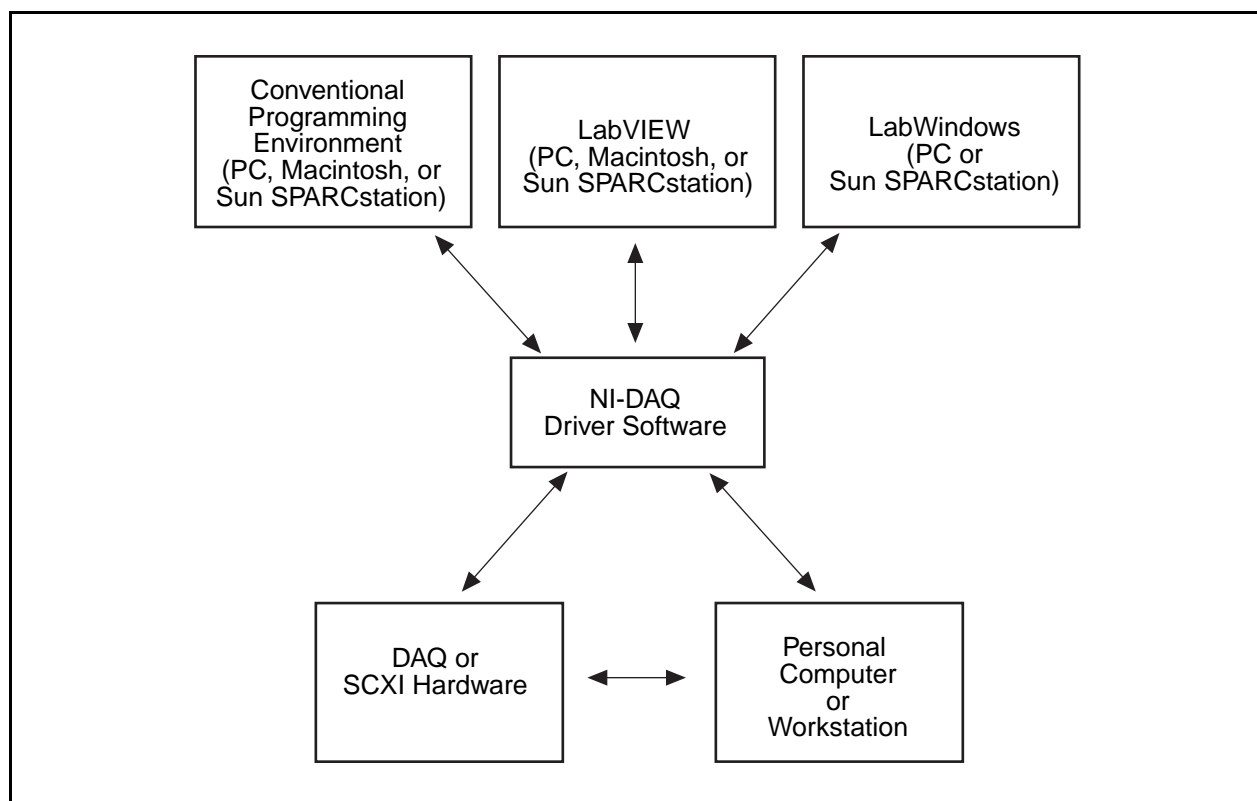 Conventional
Programming
Environment
(PC, Macintosh, or
Sun SPARCstation)
LabVIEW
(PC, Macintosh, or
Sun SPARCstation)
LabWindows
(PC or
Sun SPARCstation)
NI-DAQ
Driver Software
DAQ or
SCXI Hardware
Personal
Computer
or
Workstation